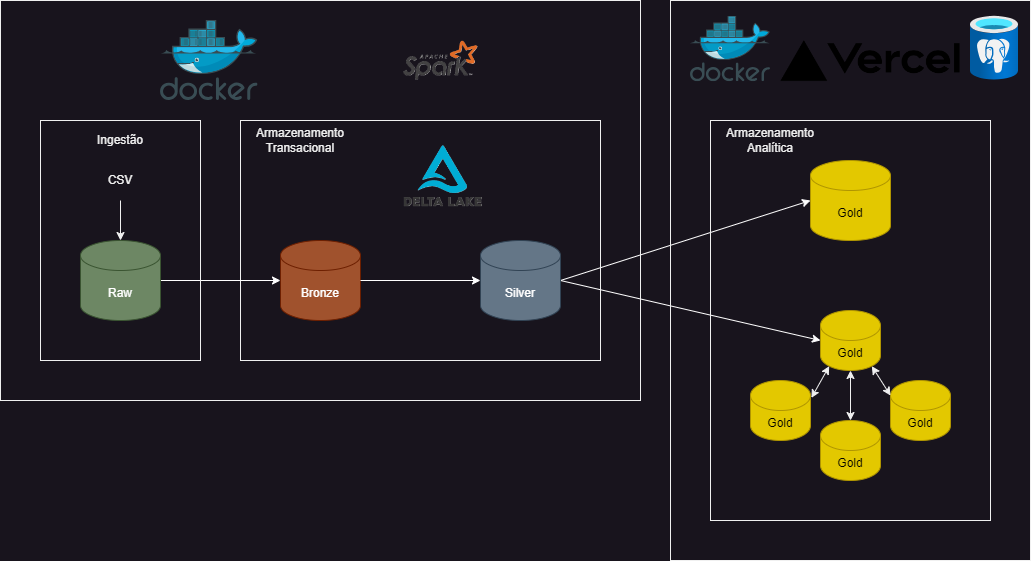 docker
APACHE
Spark
docker
Vercel
Ingestão
CSV
Raw
Armazenamento
Transacional
DELTA LAKE
Bronze
Silver
Armazenamento
Analítica
Gold
Gold
Gold
Gold
Gold